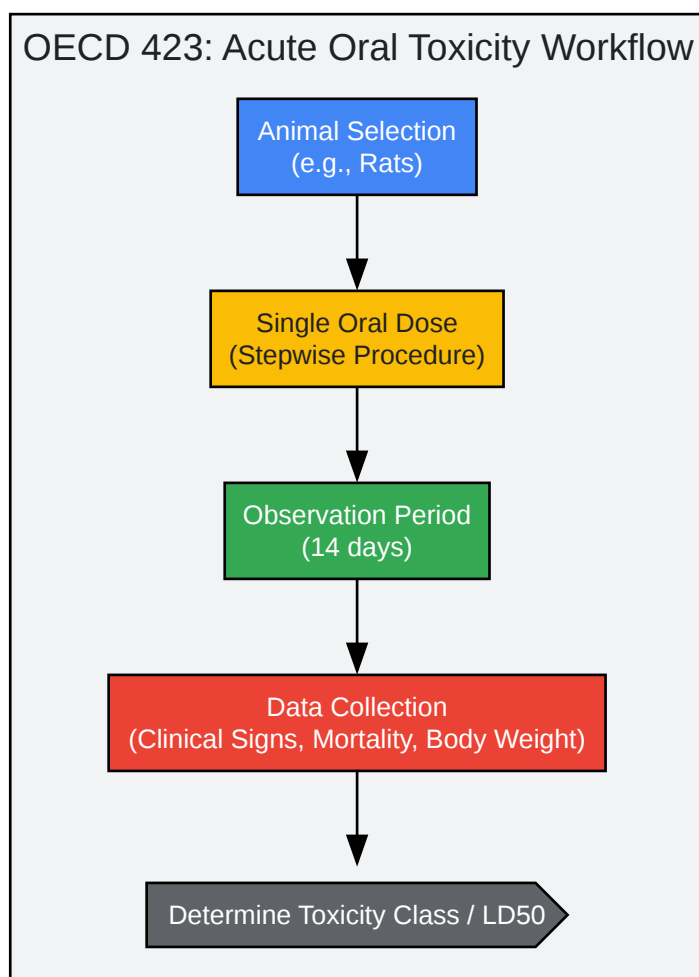 OECD 423: Acute Oral Toxicity Workflow
Animal Selection
(e.g., Rats)
Single Oral Dose
(Stepwise Procedure)
Observation Period
(14 days)
Data Collection
(Clinical Signs, Mortality, Body Weight)
Determine Toxicity Class / LD50